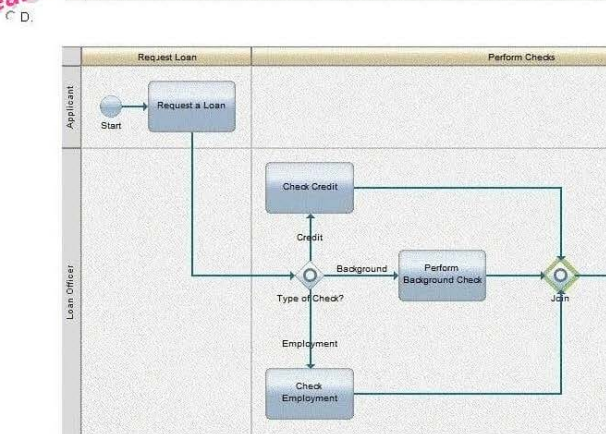 D.
Request Loan
Perform Checks
Applicant
Request a Loan
Start
Loan Officer
Check Credit
Credit
Background
Perform
Background Check
Type of Check?
Join
Employment
Check
Employment